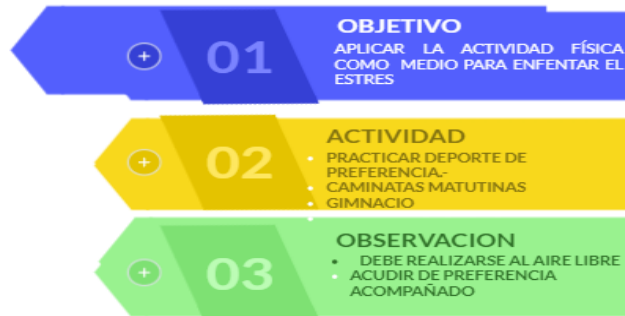 01
OBJETIVO
APLICAR LA ACTIVIDAD FÍSICA
COMO MEDIO PARA ENFENTAR EL
ESTRES
02
ACTIVIDAD
• PRACTICAR DEPORTE DE
PREFERENCIA.-
• CAMINATAS MATUTINAS
• GIMNACIO
03
OBSERVACION
• DEBE REALIZARSE AL AIRE LIBRE
• ACUDIR DE PREFERENCIA
ACOMPAÑADO